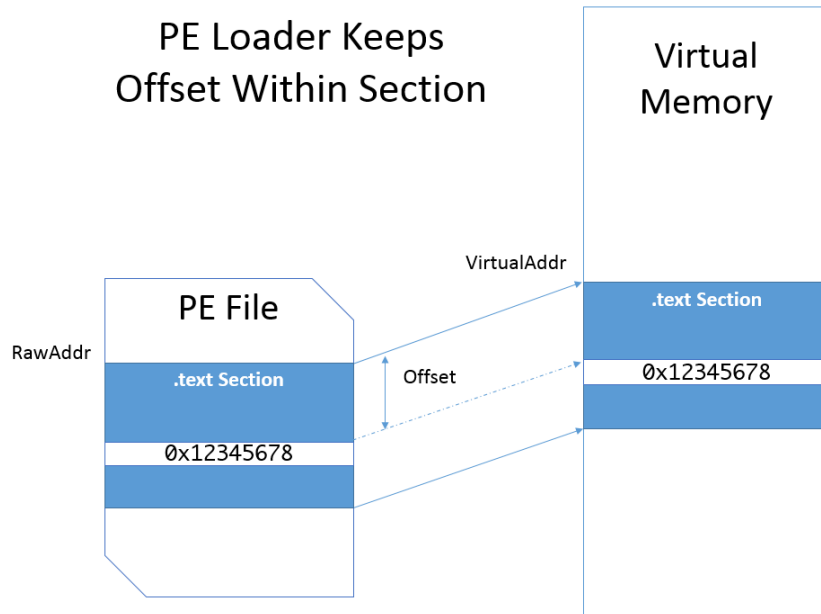 PE Loader Keeps
Offset Within Section
Virtual
Memory
VirtualAddr
PE File
.text Section
RawAddr
.text Section
Offset
0x12345678
0x12345678